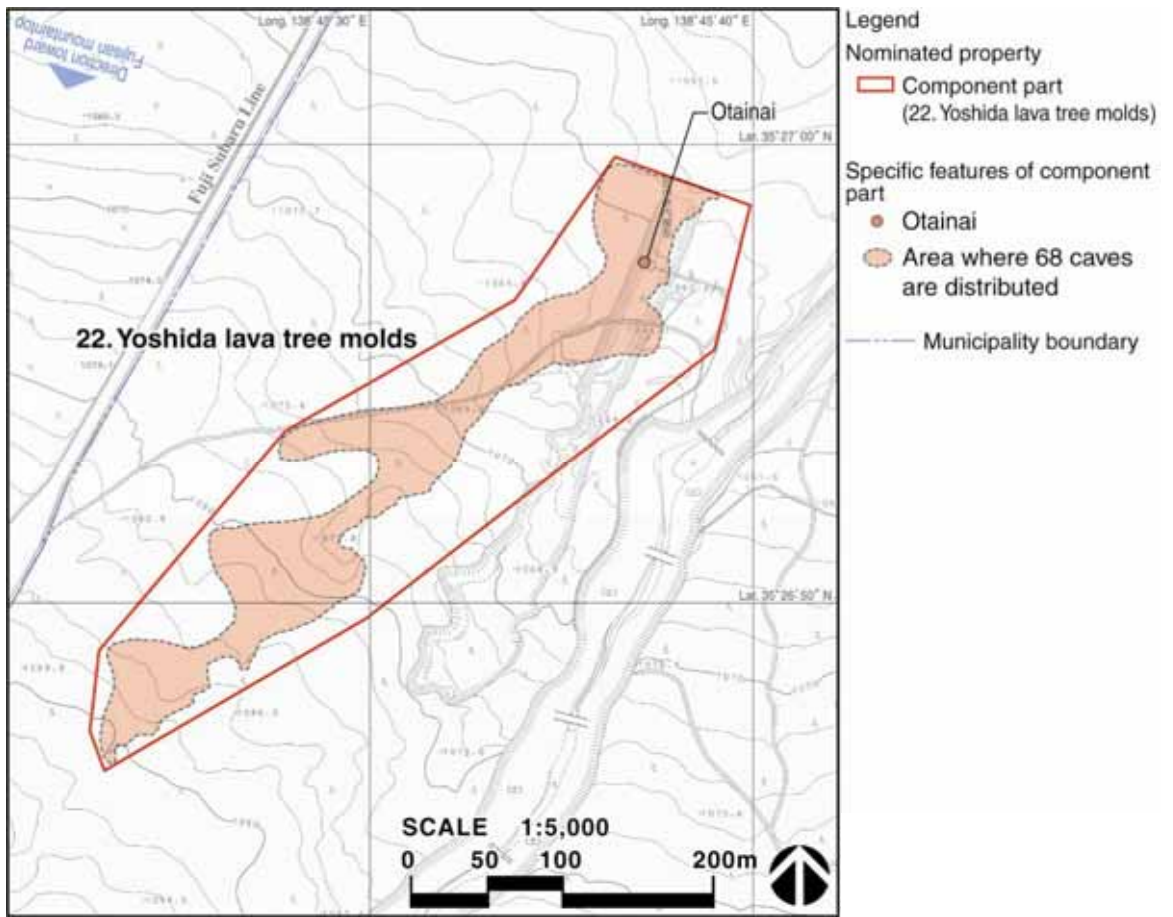 Long. 138°45'30" E
Long. 138°45'40" E
Direction toward
Fujisan mountaintop
Fuji Subaru Line
Otainai
Lat. 35°27'00" N
22. Yoshida lava tree molds
Lat. 35°26'50" N
SCALE 1:5,000
0 50 100 200m
Legend
Nominated property
Component part
(22. Yoshida lava tree molds)
Specific features of component
part
Otainai
Area where 68 caves
are distributed
Municipality boundary